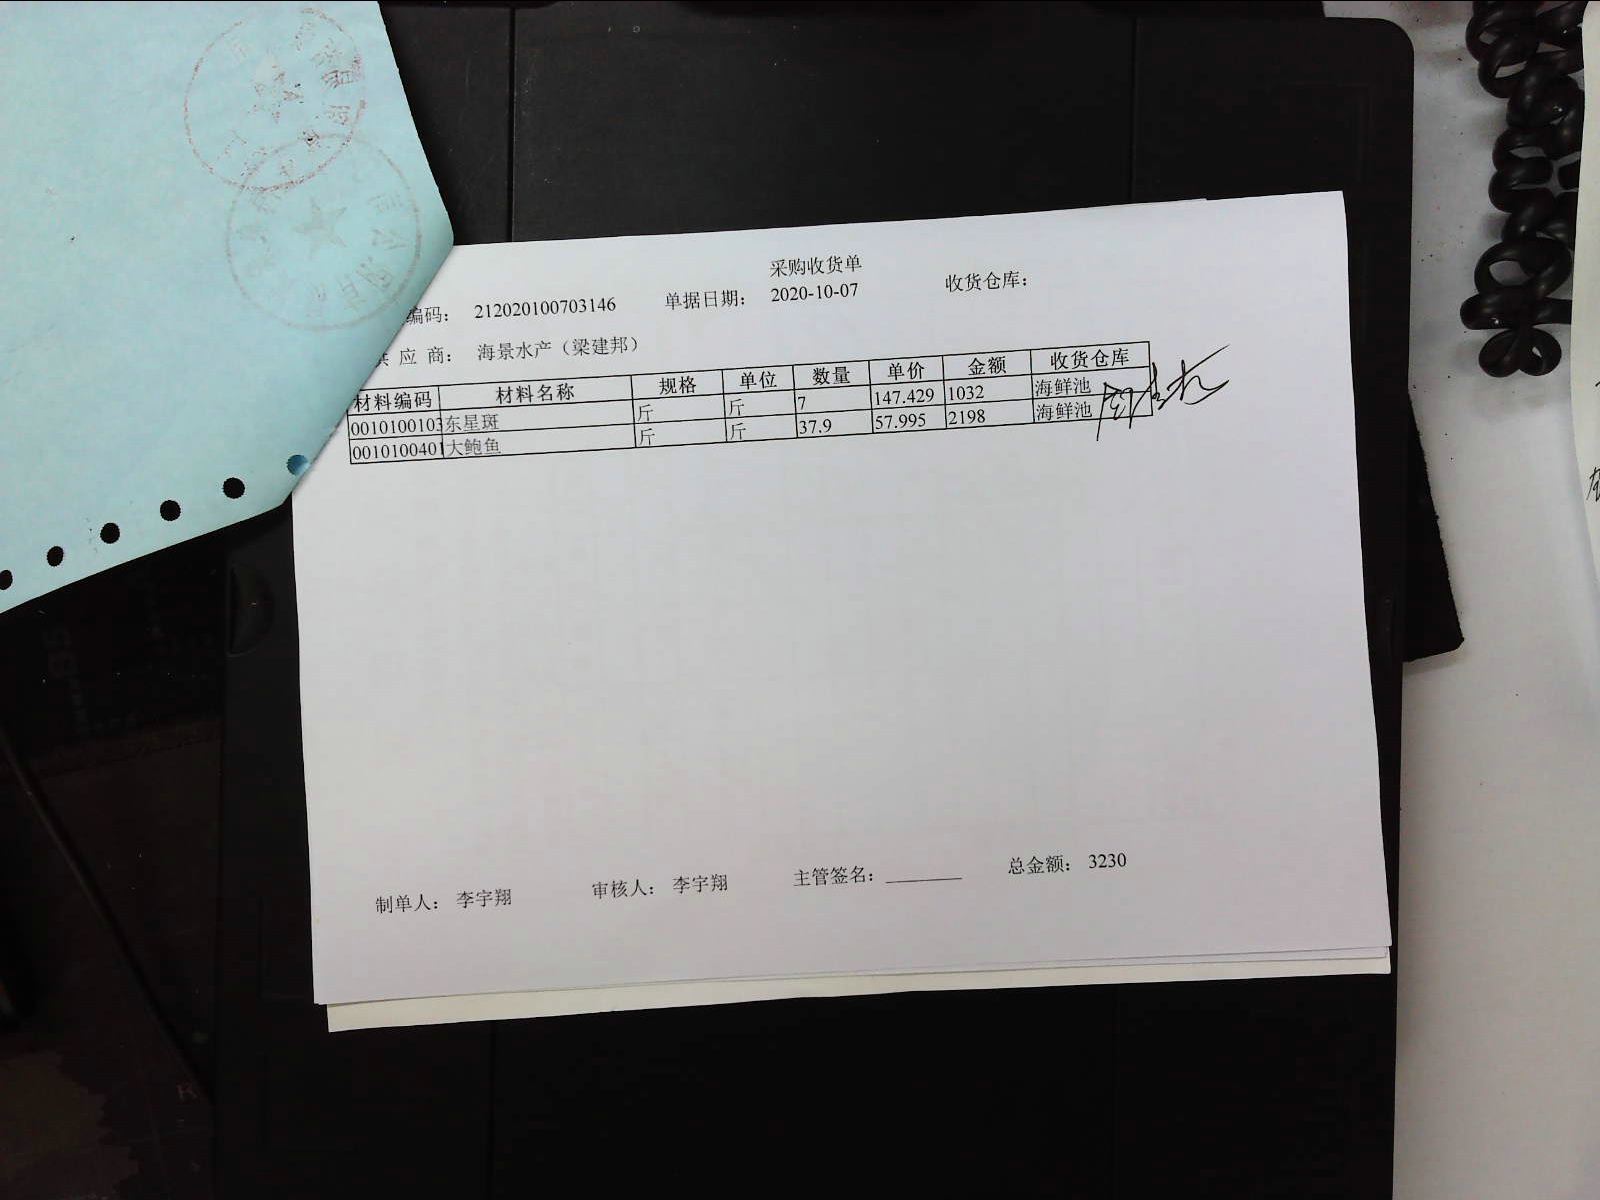 采购收货单
编码： 212020100703146 单据日期： 2020-10-07 收货仓库：
供 应 商： 海景水产（梁建邦）
材料编码 材料名称 规格 单位 数量 单价 金额 收货仓库
0010100103 东星斑 斤 斤 7 147.429 1032 海鲜池
0010100401 大鲍鱼 斤 斤 37.9 57.995 2198 海鲜池
制单人： 李宇翔 审核人： 李宇翔 主管签名： 总金额： 3230